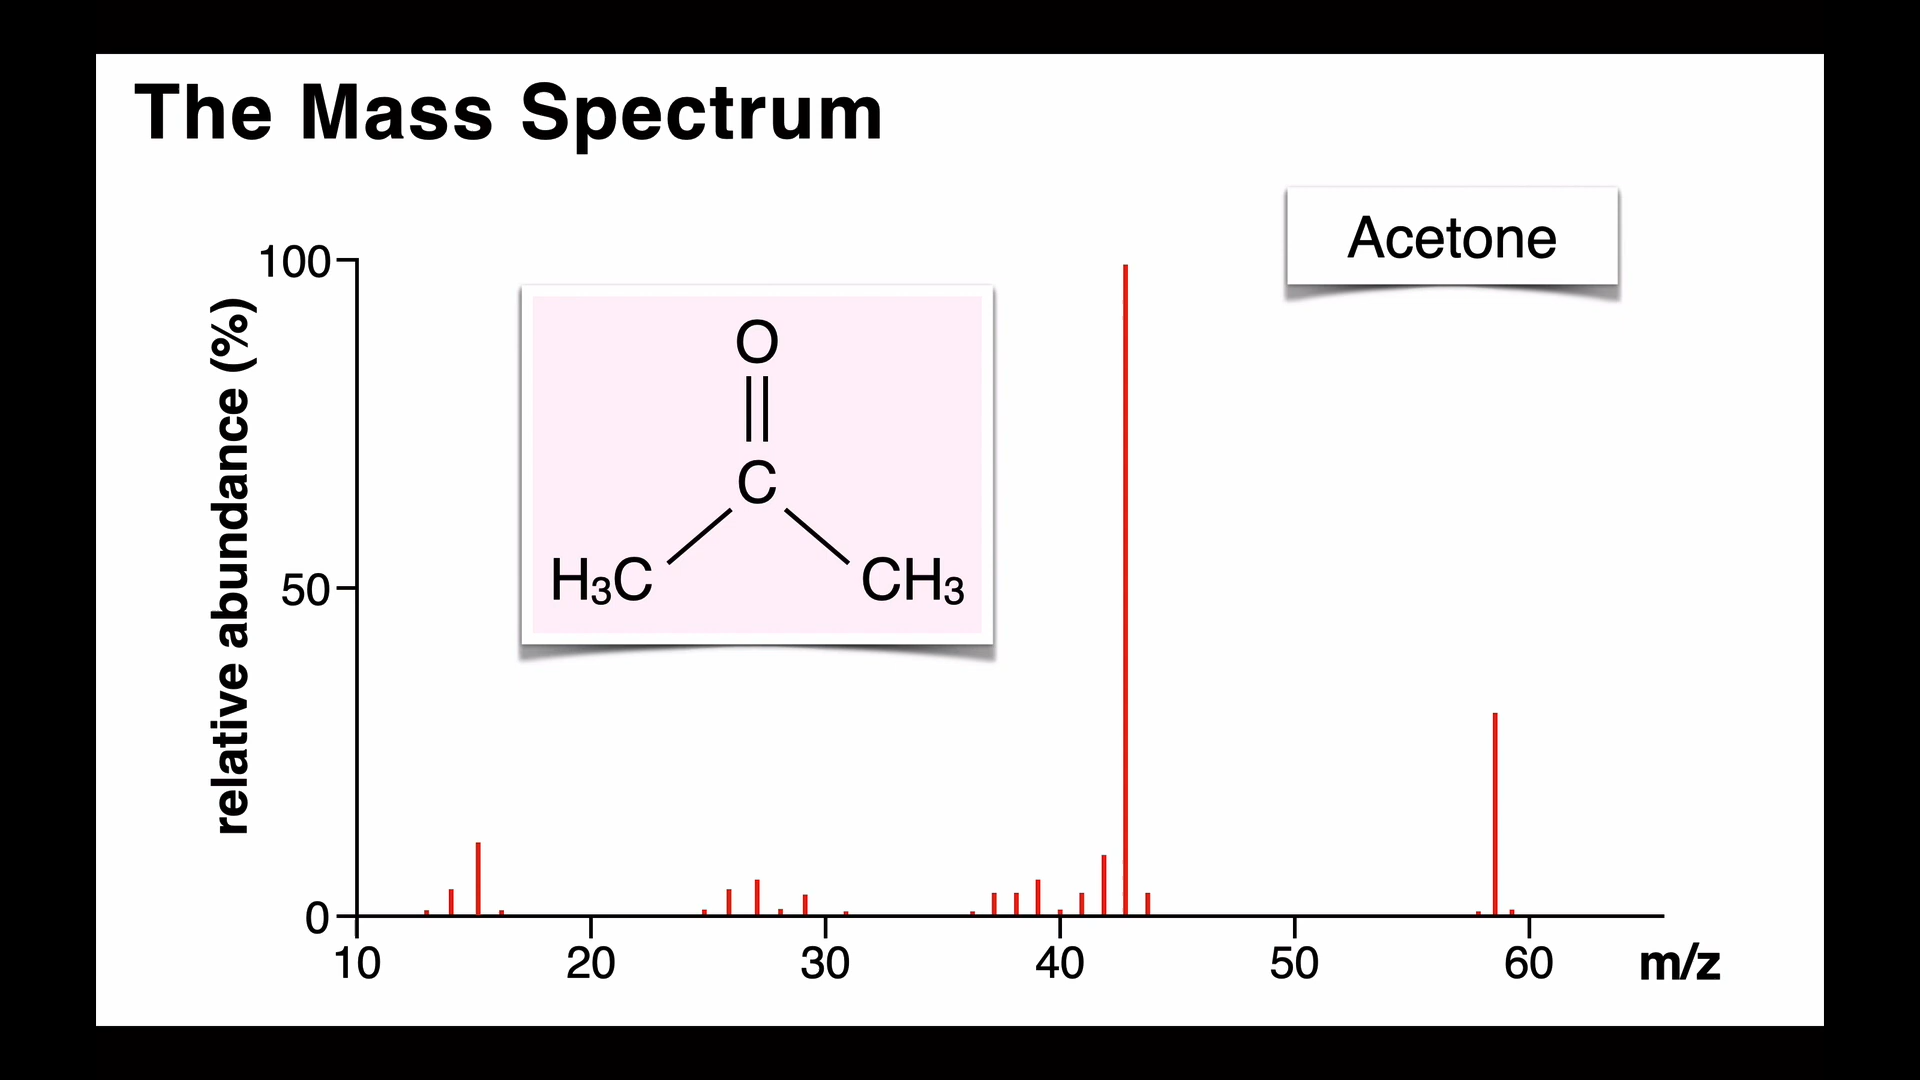 The Mass Spectrum
Acetone
relative abundance (%)
100
50
0
O
C
H₃C
CH₃
10 20 30 40 50 60 m/z